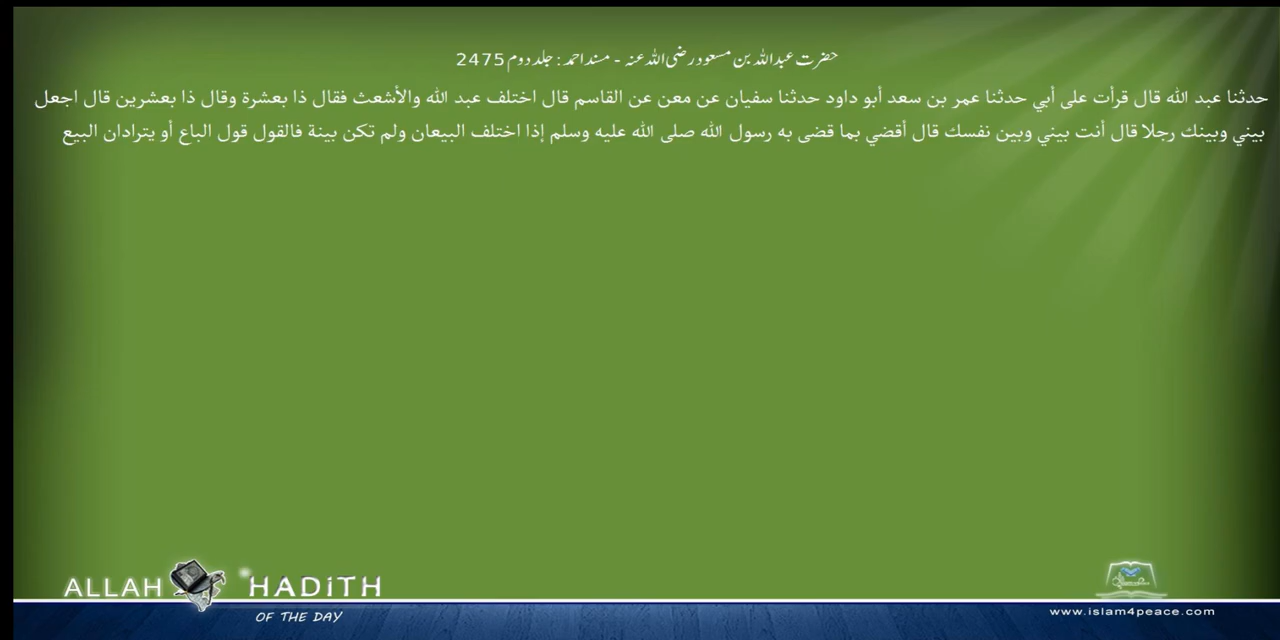 حضرت عبداللہ بن مسعود رضی اللہ عنہ - مسند احمد : جلد دوم 2475
حدثنا عبد الله قال قرأت على أبي حدثنا عمر بن سعد أبو داود حدثنا سفيان عن معن عن القاسم قال اختلف عبد الله والأشعث فقال ذا بعشرة وقال ذا بعشرين قال اجعل
بيني وبينك رجلا قال أنت بيني وبين نفسك قال أقضي بما قضى به رسول الله صلى الله عليه وسلم إذا اختلف البيعان ولم تكن بينة فالقول قول الباع أو يترادان البيع
ALLAH HADITH
OF THE DAY
www.islam4peace.com